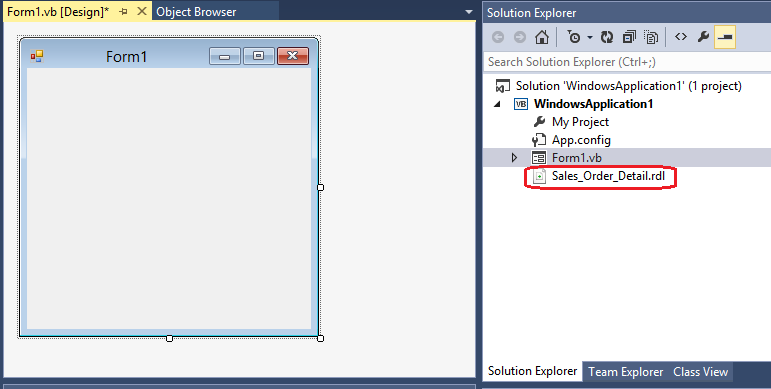 Form1.vb [Design]*
Object Browser
Form1
Solution Explorer
Search Solution Explorer (Ctrl+;)
Solution 'WindowsApplication1' (1 project)
VB WindowsApplication1
My Project
App.config
Form1.vb
Sales_Order_Detail.rdl
Solution Explorer Team Explorer Class View